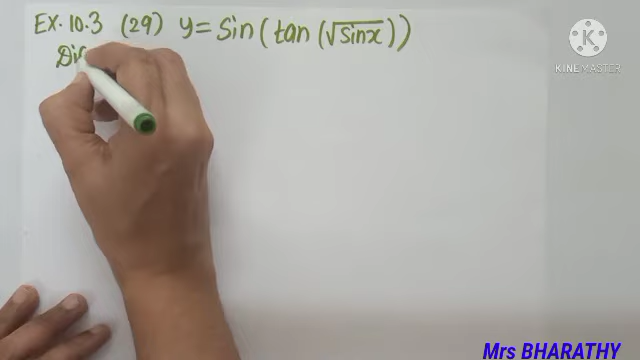 Ex. 10.3 (29) y = Sin(tan(√sinx))
KINEMASTER
Mrs BHARATHY